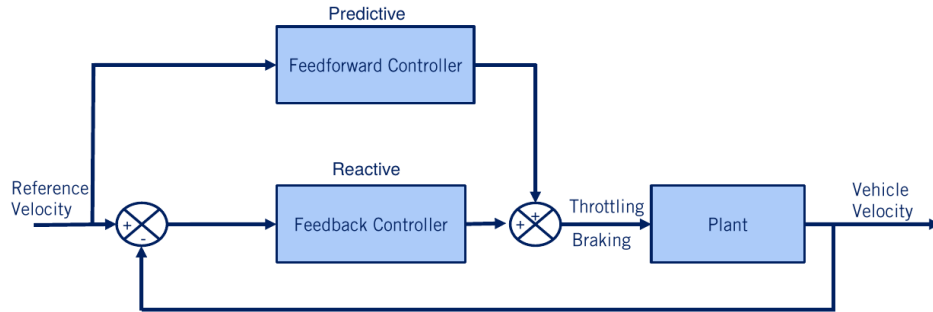 Predictive
Feedforward Controller
Reactive
Reference
Velocity
+
-
Feedback Controller
+
+
Throttling
Braking
Plant
Vehicle
Velocity